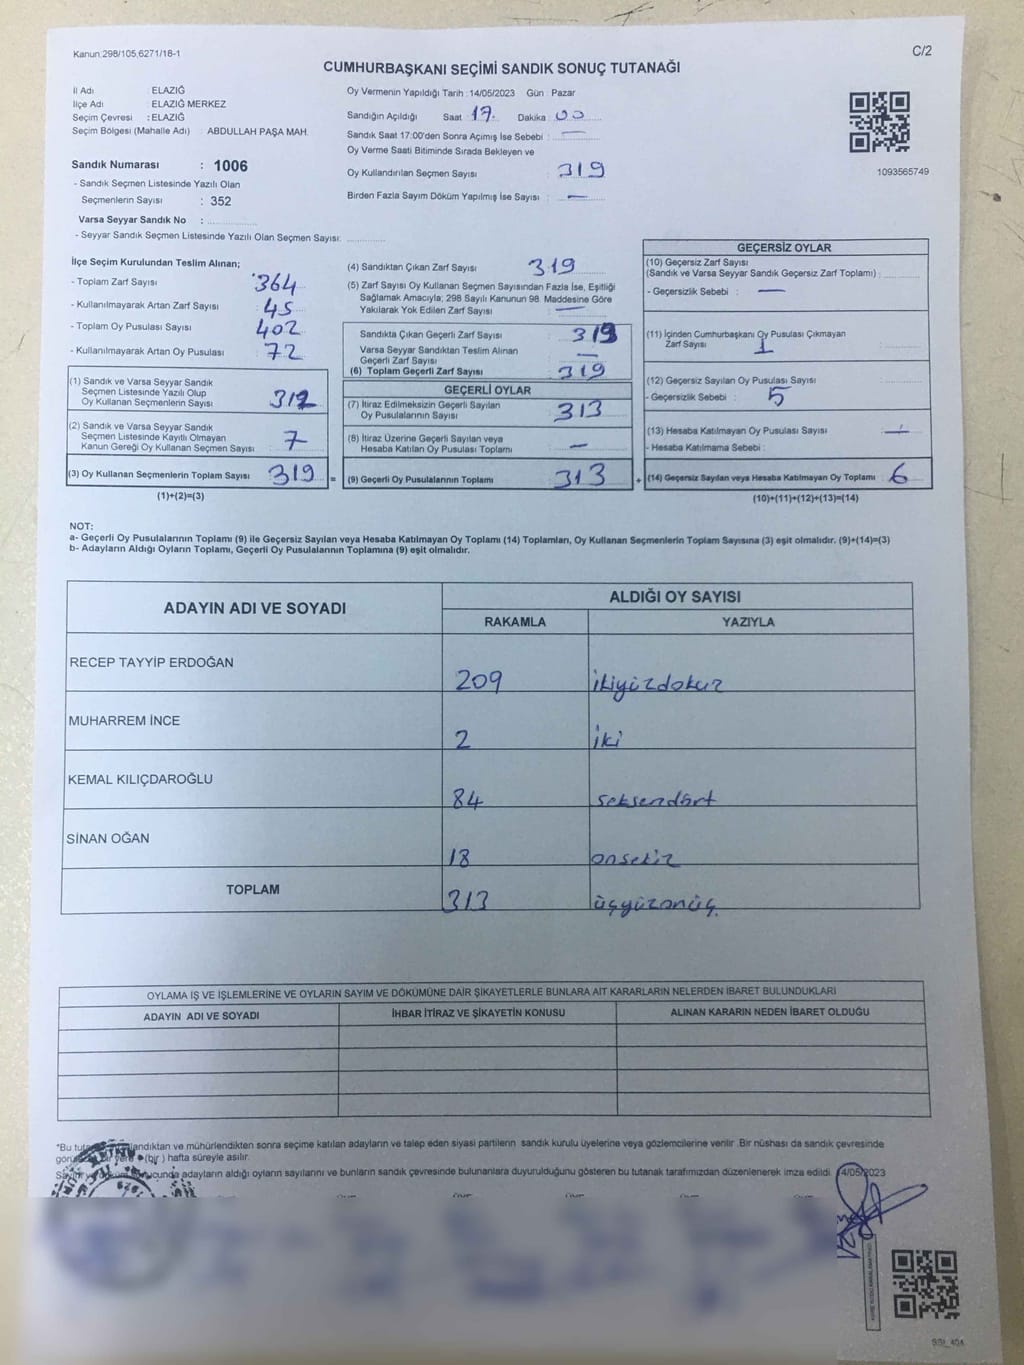 Kanun:298/105;6271/18-1
C/2
CUMHURBAŞKANI SEÇİMİ SANDIK SONUÇ TUTANAĞI
İl Adı : ELAZIĞ
İlçe Adı : ELAZIĞ MERKEZ
Seçim Çevresi : ELAZIĞ
Seçim Bölgesi (Mahalle Adı) : ABDULLAH PAŞA MAH.
Sandık Numarası : 1006
- Sandık Seçmen Listesinde Yazılı Olan
Seçmenlerin Sayısı : 352
Varsa Seyyar Sandık No :
- Seyyar Sandık Seçmen Listesinde Yazılı Olan Seçmen Sayısı:
Oy Vermenin Yapıldığı Tarih : 14/05/2023 Gün : Pazar
Sandığın Açıldığı Saat 17. Dakika : 00
Sandık Saat 17:00'den Sonra Açımış İse Sebebi : —
Oy Verme Saati Bitiminde Sırada Bekleyen ve
Oy Kullandırılan Seçmen Sayısı : 319
Birden Fazla Sayım Döküm Yapılmış İse Sayısı : —
1093565749
İlçe Seçim Kurulundan Teslim Alınan;
- Toplam Zarf Sayısı : 364
- Kullanılmayarak Artan Zarf Sayısı : 45
- Toplam Oy Pusulası Sayısı : 402
- Kullanılmayarak Artan Oy Pusulası : 72
(1) Sandık ve Varsa Seyyar Sandık
Seçmen Listesinde Yazılı Olup
Oy Kullanan Seçmenlerin Sayısı : 312
(2) Sandık ve Varsa Seyyar Sandık
Seçmen Listesinde Kayıtlı Olmayan
Kanun Gereği Oy Kullanan Seçmen Sayısı : 7
(3) Oy Kullanan Seçmenlerin Toplam Sayısı : 319
(1)+(2)=(3)
(4) Sandıktan Çıkan Zarf Sayısı : 319
(5) Zarf Sayısı Oy Kullanan Seçmen Sayısından Fazla İse, Eşitliği
Sağlamak Amacıyla; 298 Sayılı Kanunun 98. Maddesine Göre
Yakılarak Yok Edilen Zarf Sayısı : —
Sandıkta Çıkan Geçerli Zarf Sayısı : 319
Varsa Seyyar Sandıktan Teslim Alınan
Geçerli Zarf Sayısı : —
(6) Toplam Geçerli Zarf Sayısı : 319
GEÇERLİ OYLAR
(7) İtiraz Edilmeksizin Geçerli Sayılan
Oy Pusulalarının Sayısı : 313
(8) İtiraz Üzerine Geçerli Sayılan veya
Hesaba Katılan Oy Pusulası Toplamı : —
= (9) Geçerli Oy Pusulalarının Toplamı : 313
GEÇERSİZ OYLAR
(10) Geçersiz Zarf Sayısı
(Sandık ve Varsa Seyyar Sandık Geçersiz Zarf Toplamı) :
- Geçersizlik Sebebi : —
(11) İçinden Cumhurbaşkanı Oy Pusulası Çıkmayan
Zarf Sayısı 1
(12) Geçersiz Sayılan Oy Pusulası Sayısı :
- Geçersizlik Sebebi : 5
(13) Hesaba Katılmayan Oy Pusulası Sayısı :
- Hesaba Katılmama Sebebi :
+ (14) Geçersiz Sayılan veya Hesaba Katılmayan Oy Toplamı : 6
(10)+(11)+(12)+(13)=(14)
NOT:
a- Geçerli Oy Pusulalarının Toplamı (9) ile Geçersiz Sayılan veya Hesaba Katılmayan Oy Toplamı (14) Toplamları, Oy Kullanan Seçmenlerin Toplam Sayısına (3) eşit olmalıdır. (9)+(14)=(3)
b- Adayların Aldığı Oyların Toplamı, Geçerli Oy Pusulalarının Toplamına (9) eşit olmalıdır.
ADAYIN ADI VE SOYADI ALDIĞI OY SAYISI
RAKAMLA YAZIYLA
RECEP TAYYİP ERDOĞAN 209 ikiyüzdokuz
MUHARREM İNCE 2 iki
KEMAL KILIÇDAROĞLU 84 seksendört
SİNAN OĞAN 18 onsekiz
TOPLAM 313 üçyüzonüç.
OYLAMA İŞ VE İŞLEMLERİNE VE OYLARIN SAYIM VE DÖKÜMÜNE DAİR ŞİKAYETLERLE BUNLARA AİT KARARLARIN NELERDEN İBARET BULUNDUKLARI
ADAYIN ADI VE SOYADI İHBAR İTİRAZ VE ŞİKAYETİN KONUSU ALINAN KARARIN NEDEN İBARET OLDUĞU
*Bu landıktan ve mühürlendikten sonra seçime katılan adayların ve talep eden siyasi partilerin sandık kurulu üyelerine veya gözlemcilerine verilir. Bir nüshası da sandık çevresinde
yere (bir) hafta süreyle asılır.
adayların aldığı oyların sayılarını ve bunların sandık çevresinde bulunanlara duyurulduğunu gösteren bu tutanak tarafımızdan düzenlenerek imza edildi. 14/05/2023